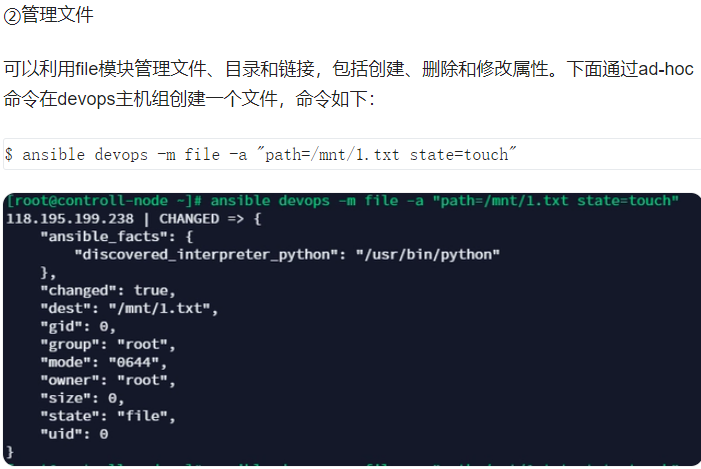 ②管理文件
可以利用file模块管理文件、目录和链接，包括创建、删除和修改属性。下面通过ad-hoc
命令在devops主机组创建一个文件，命令如下：
$ ansible devops -m file -a "path=/mnt/1.txt state=touch"
[root@controll-node ~]# ansible devops -m file -a "path=/mnt/1.txt state=touch"
118.195.199.238 | CHANGED => {
    "ansible_facts": {
        "discovered_interpreter_python": "/usr/bin/python"
    },
    "changed": true,
    "dest": "/mnt/1.txt",
    "gid": 0,
    "group": "root",
    "mode": "0644",
    "owner": "root",
    "size": 0,
    "state": "file",
    "uid": 0
}